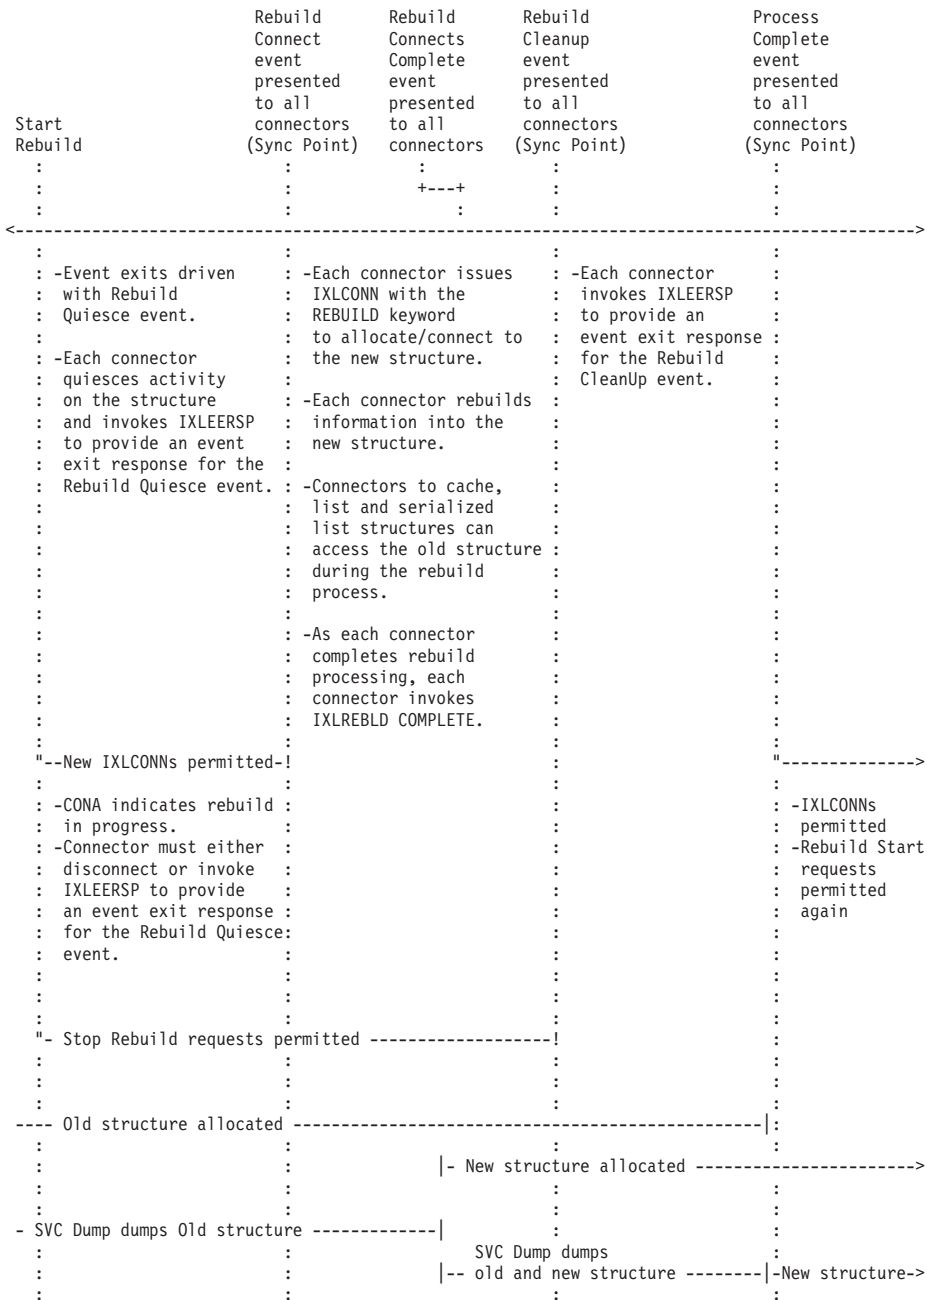 Rebuild        Rebuild        Rebuild                  Process
                              Connect        Connects       Cleanup                  Complete
                              event          Complete       event                    event
                              presented      event          presented                presented
                              to all         presented      to all                   to all
 Start                        connectors     to all         connectors               connectors
 Rebuild                     (Sync Point)    connectors    (Sync Point)             (Sync Point)
   :                           :              :              :                        :
   :                           :              +---+          :                        :
   :                           :                  :          :                        :
<---------------------------------------------------------------------------------------------------->
   :                           :                             :                        :
   : -Event exits driven       : -Each connector issues      : -Each connector        :
   :  with Rebuild             :  IXLCONN with the           :  invokes IXLEERSP      :
   :  Quiesce event.           :  REBUILD keyword            :  to provide an         :
   :                           :  to allocate/connect to     :  event exit response   :
   : -Each connector           :  the new structure.         :  for the Rebuild       :
   :  quiesces activity        :                             :  CleanUp event.        :
   :  on the structure         : -Each connector rebuilds    :                        :
   :  and invokes IXLEERSP     :  information into the       :                        :
   :  to provide an event      :  new structure.             :                        :
   :  exit response for the    :                             :                        :
   :  Rebuild Quiesce event.   : -Connectors to cache,       :                        :
   :                           :  list and serialized        :                        :
   :                           :  list structures can        :                        :
   :                           :  access the old structure   :                        :
   :                           :  during the rebuild         :                        :
   :                           :  process.                   :                        :
   :                           :                             :                        :
   :                           : -As each connector          :                        :
   :                           :  completes rebuild          :                        :
   :                           :  processing, each           :                        :
   :                           :  connector invokes          :                        :
   :                           :  IXLREBLD COMPLETE.         :                        :
   :                           :                             :                        :
   "--New IXLCONNs permitted-!                               :                        "-------------->
   :                           :                             :                        :
   : -CONA indicates rebuild   :                             :                        : -IXLCONNs
   :  in progress.             :                             :                        :  permitted
   : -Connector must either    :                             :                        : -Rebuild Start
   :  disconnect or invoke     :                             :                        :  requests
   :  IXLEERSP to provide      :                             :                        :  permitted
   :  an event exit response   :                             :                        :  again
   :  for the Rebuild Quiesce  :                             :                        :
   :  event.                   :                             :                        :
   :                           :                             :                        :
   :                           :                             :                        :
   :                           :                             :                        :
   "- Stop Rebuild requests permitted -------------------!                            :
   :                           :                             :                        :
   :                           :                             :                        :
   :                           :                             :                        :
 ---- Old structure allocated -------------------------------------------------|:
   :                           :                             :                        :
   :                           :                |- New structure allocated ----------------------->
   :                           :                             :                        :
   :                           :                             :                        :
 - SVC Dump dumps Old structure -------------|               :                        :
   :                           :                    SVC Dump dumps                    :
   :                           :                |-- old and new structure --------|-New structure->
   :                           :                             :                        :